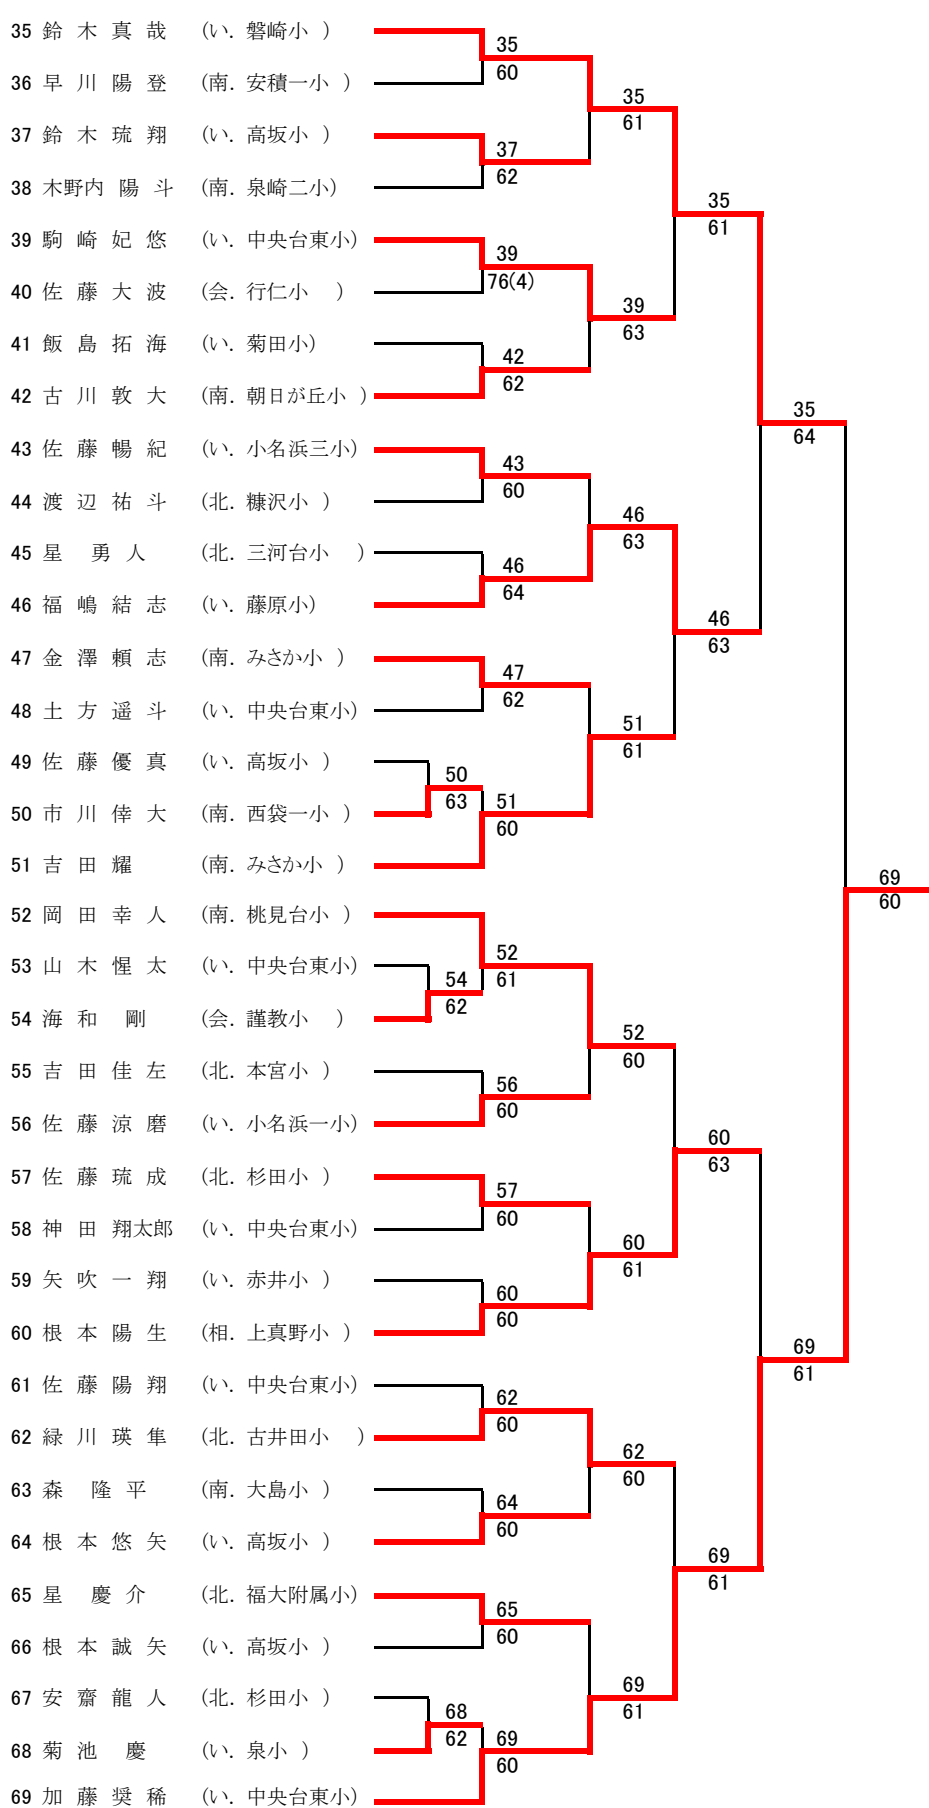 35 鈴木真哉 (い. 磐崎小 )
36 早川陽登 (南. 安積一小 )
37 鈴木琉翔 (い. 高坂小 )
38 木野内陽斗 (南. 泉崎二小)
39 駒崎妃悠 (い. 中央台東小)
40 佐藤大波 (会. 行仁小 )
41 飯島拓海 (い. 菊田小)
42 古川敦大 (南. 朝日が丘小 )
43 佐藤暢紀 (い. 小名浜三小)
44 渡辺祐斗 (北. 糠沢小 )
45 星 勇人 (北. 三河台小 )
46 福嶋結志 (い. 藤原小)
47 金澤頼志 (南. みさか小 )
48 土方遥斗 (い. 中央台東小)
49 佐藤優真 (い. 高坂小 )
50 市川倖大 (南. 西袋一小 )
51 吉田耀 (南. みさか小 )
52 岡田幸人 (南. 桃見台小 )
53 山木惺太 (い. 中央台東小)
54 海和 剛 (会. 謹教小 )
55 吉田佳左 (北. 本宮小 )
56 佐藤涼磨 (い. 小名浜一小)
57 佐藤琉成 (北. 杉田小 )
58 神田翔太郎 (い. 中央台東小)
59 矢吹一翔 (い. 赤井小 )
60 根本陽生 (相. 上真野小 )
61 佐藤陽翔 (い. 中央台東小)
62 緑川瑛隼 (北. 古井田小 )
63 森 隆平 (南. 大島小 )
64 根本悠矢 (い. 高坂小 )
65 星 慶介 (北. 福大附属小)
66 根本誠矢 (い. 高坂小 )
67 安齋龍人 (北. 杉田小 )
68 菊池 慶 (い. 泉小 )
69 加藤奨稀 (い. 中央台東小)
50
63
54
62
68
62
35
60
37
62
39
76(4)
42
62
43
60
46
64
47
62
51
60
52
61
56
60
57
60
60
60
62
60
64
60
65
60
69
60
35
61
39
63
46
63
51
61
52
60
60
61
62
60
69
61
35
61
46
63
60
63
69
61
35
64
69
61
69
60